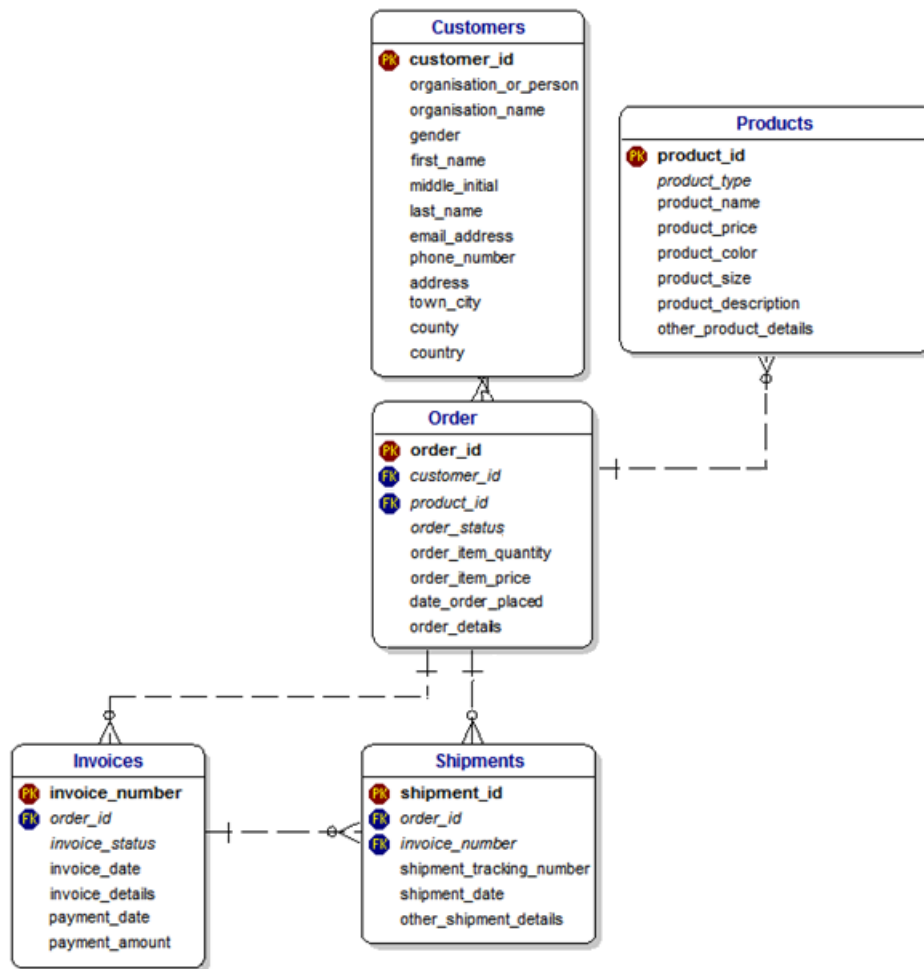 Customers
PK customer_id
organisation_or_person
organisation_name
gender
first_name
middle_initial
last_name
email_address
phone_number
address
town_city
county
country
Products
PK product_id
product_type
product_name
product_price
product_color
product_size
product_description
other_product_details
Order
PK order_id
FK customer_id
FK product_id
order_status
order_item_quantity
order_item_price
date_order_placed
order_details
Invoices
PK invoice_number
FK order_id
invoice_status
invoice_date
invoice_details
payment_date
payment_amount
Shipments
PK shipment_id
FK order_id
FK invoice_number
shipment_tracking_number
shipment_date
other_shipment_details